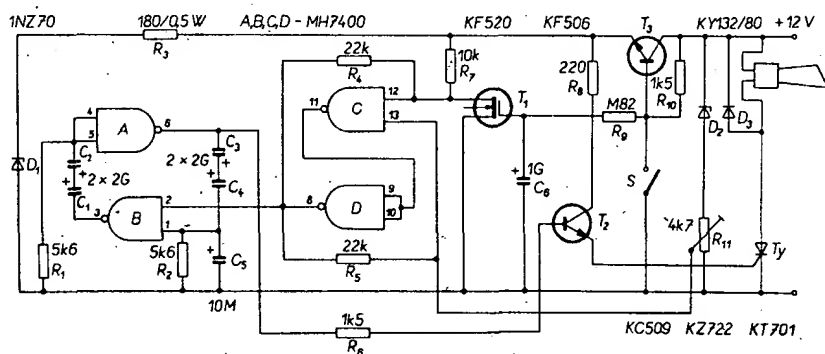 1NZ70 180/0,5 W A,B,C,D - MH7400 KF520 KF506 T3 KY132/80 +12 V
R3
22k
R4
10k
R7
220
R8
1k5
R10
4
5
A
6
C2
2 × 2G
C1
C3
2 × 2G
C4
11
C
12
13
T1
M82
R9
D2
D3
D1
3
B
2
1
8
D
9
10
1G
C6
S
T2
4k7
R11
Ty
5k6
R1
5k6
R2
C5
10M
22k
R5
1k5
R6
KC509 KZ722 KT701